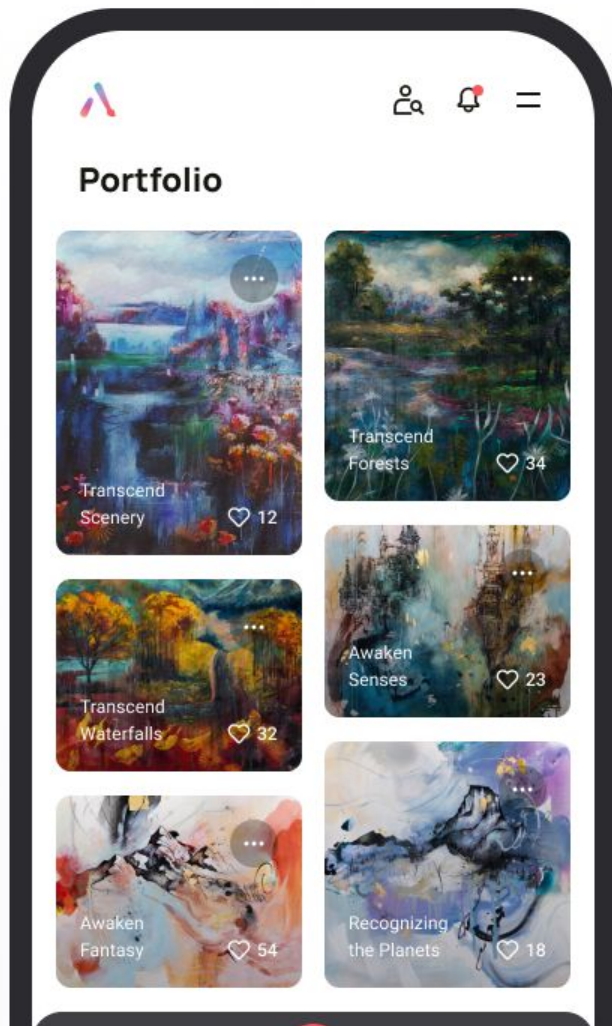 Portfolio
Transcend
Scenery
12
Transcend
Forests
34
Transcend
Waterfalls
32
Awaken
Senses
23
Awaken
Fantasy
54
Recognizing
the Planets
18